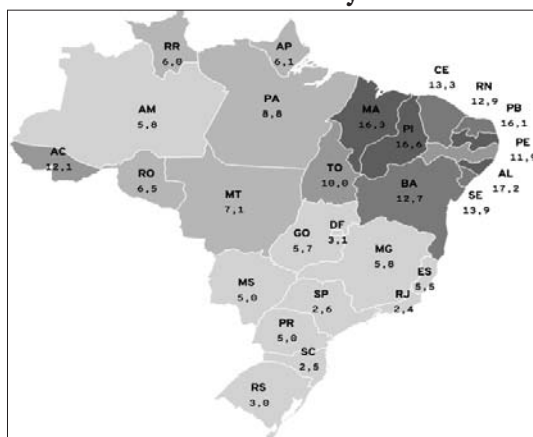 RR
6,0
AP
6,1
CE
13,3
RN
12,9
PB
16,1
PE
11,9
AL
17,2
SE
13,9
AM
5,8
PA
8,8
MA
16,3
PI
16,6
AC
12,1
RO
6,5
TO
10,0
BA
12,7
MT
7,1
GO
5,7
DF
3,1
MG
5,8
ES
5,5
MS
5,0
SP
2,6
RJ
2,4
PR
5,0
SC
2,5
RS
3,0